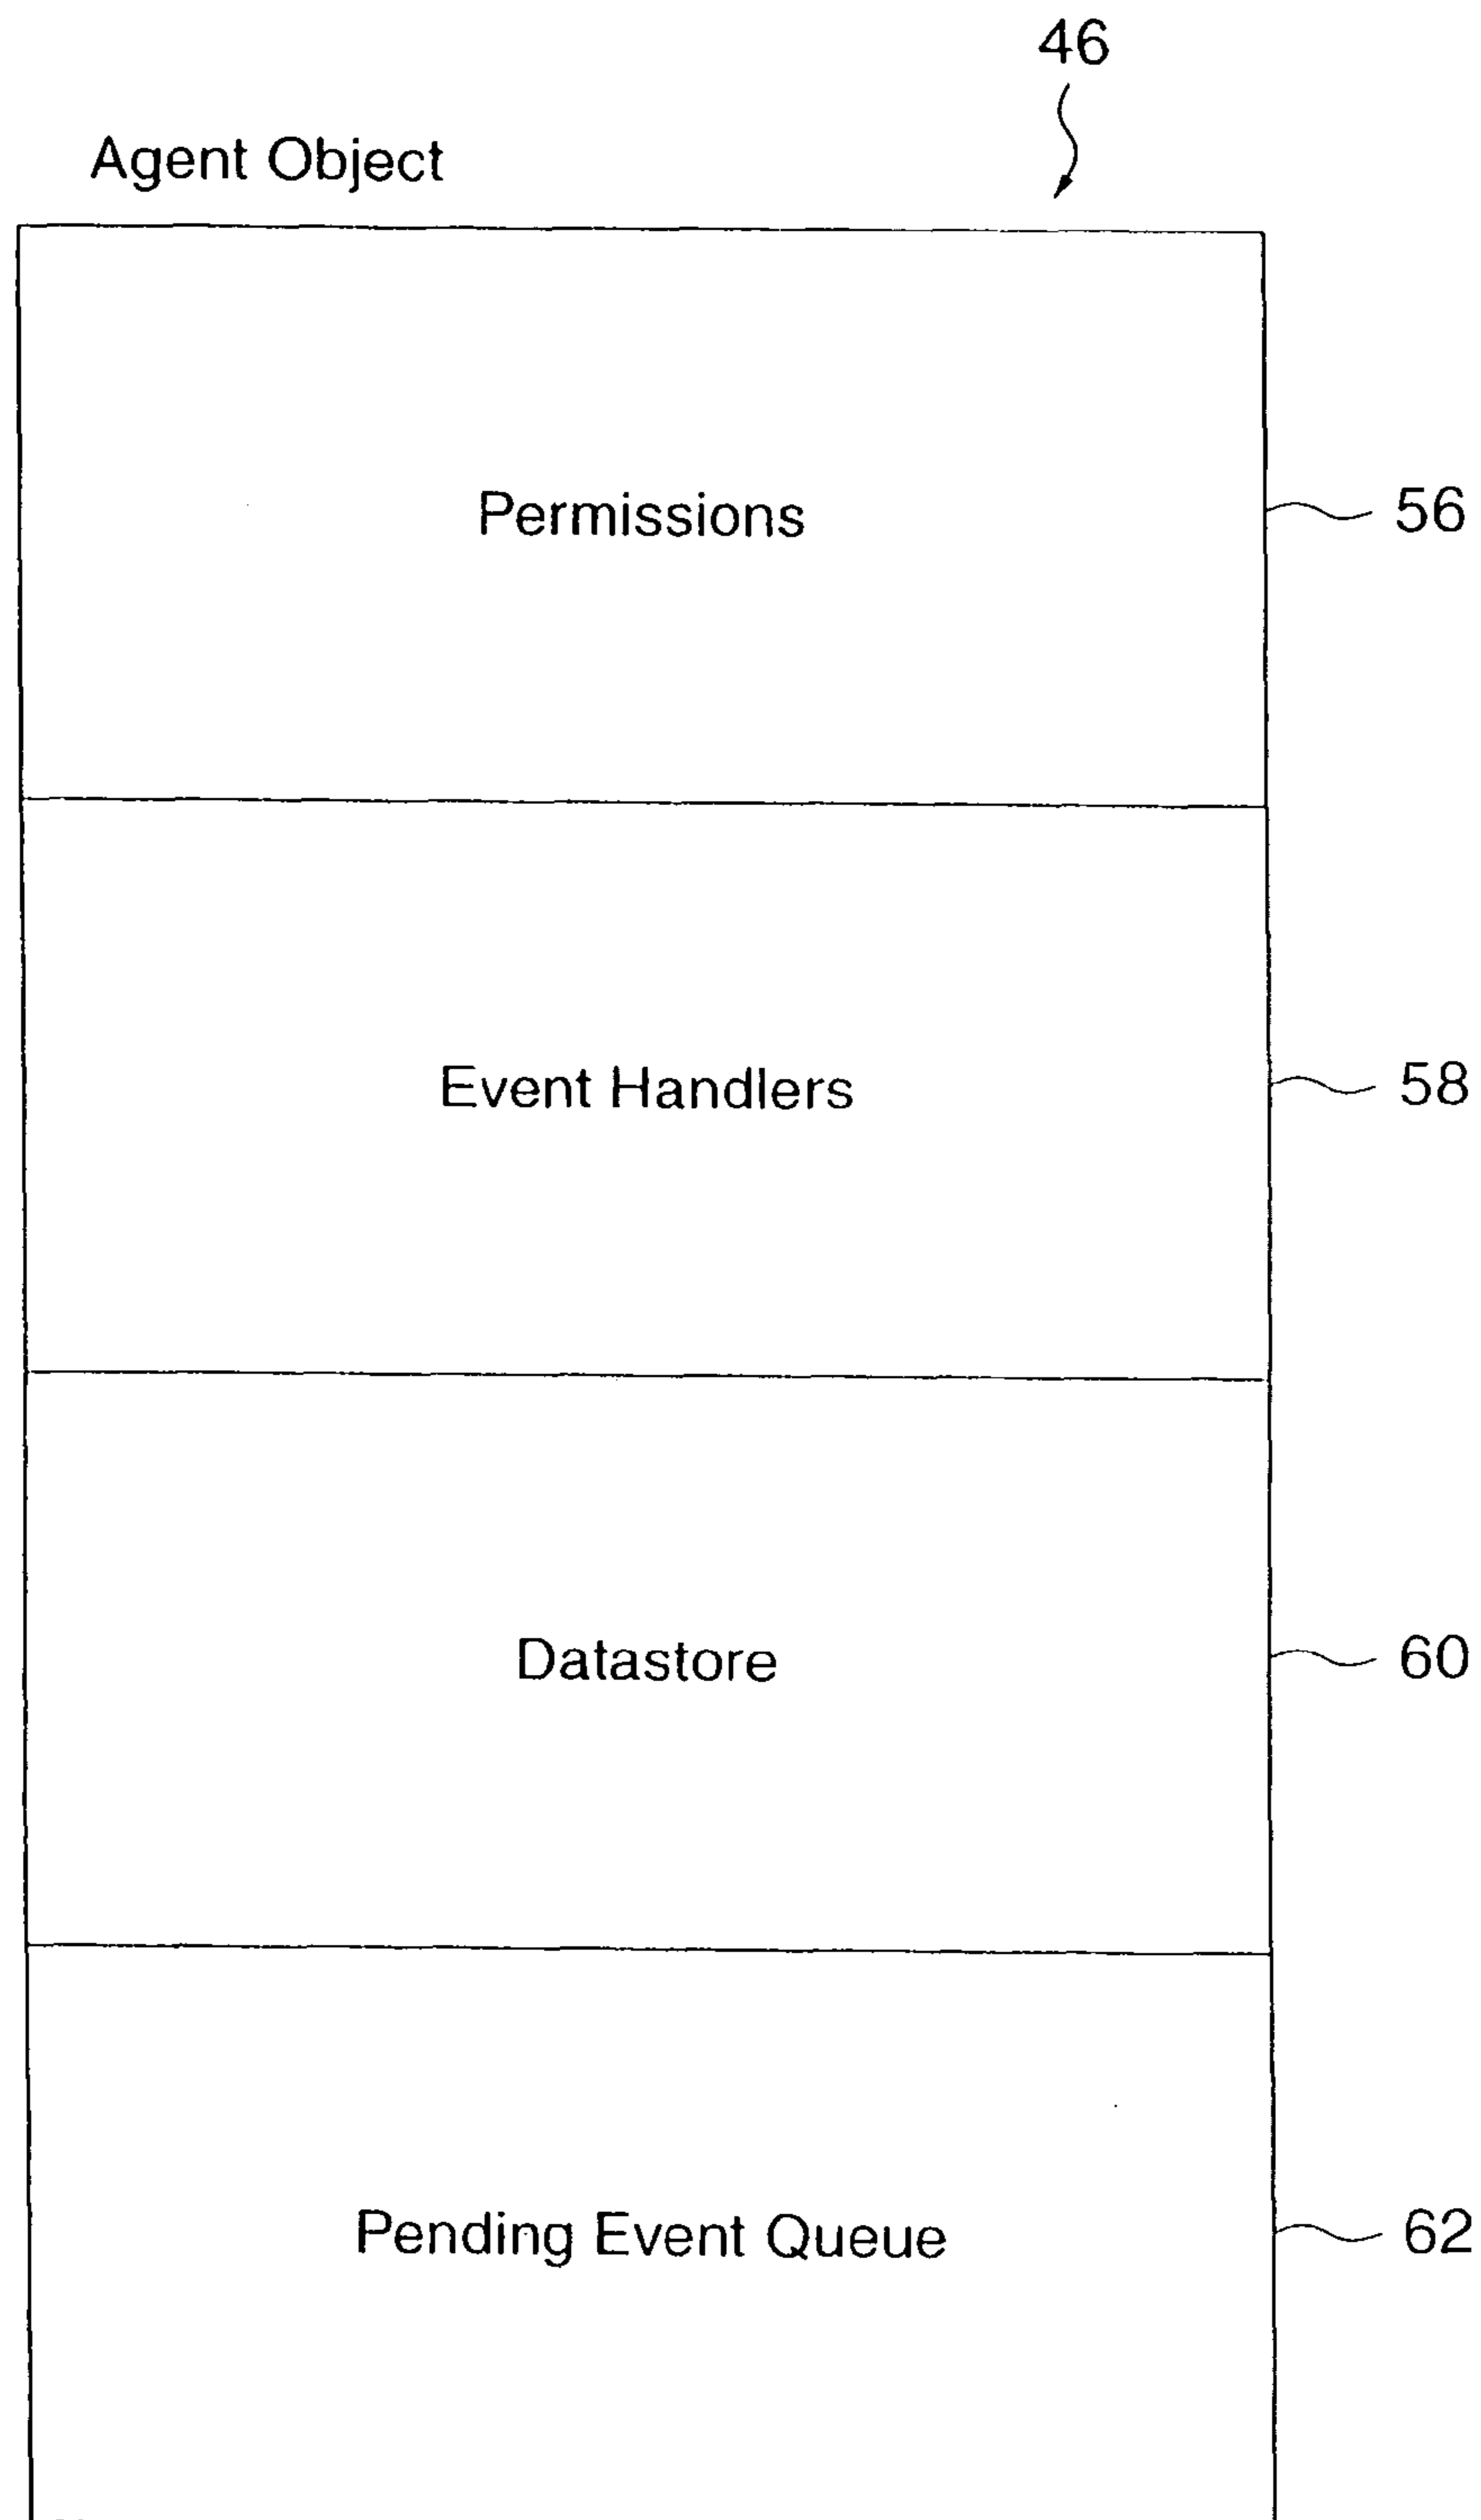 46
Agent Object
Permissions
56
Event Handlers
58
Datastore
60
Pending Event Queue
62